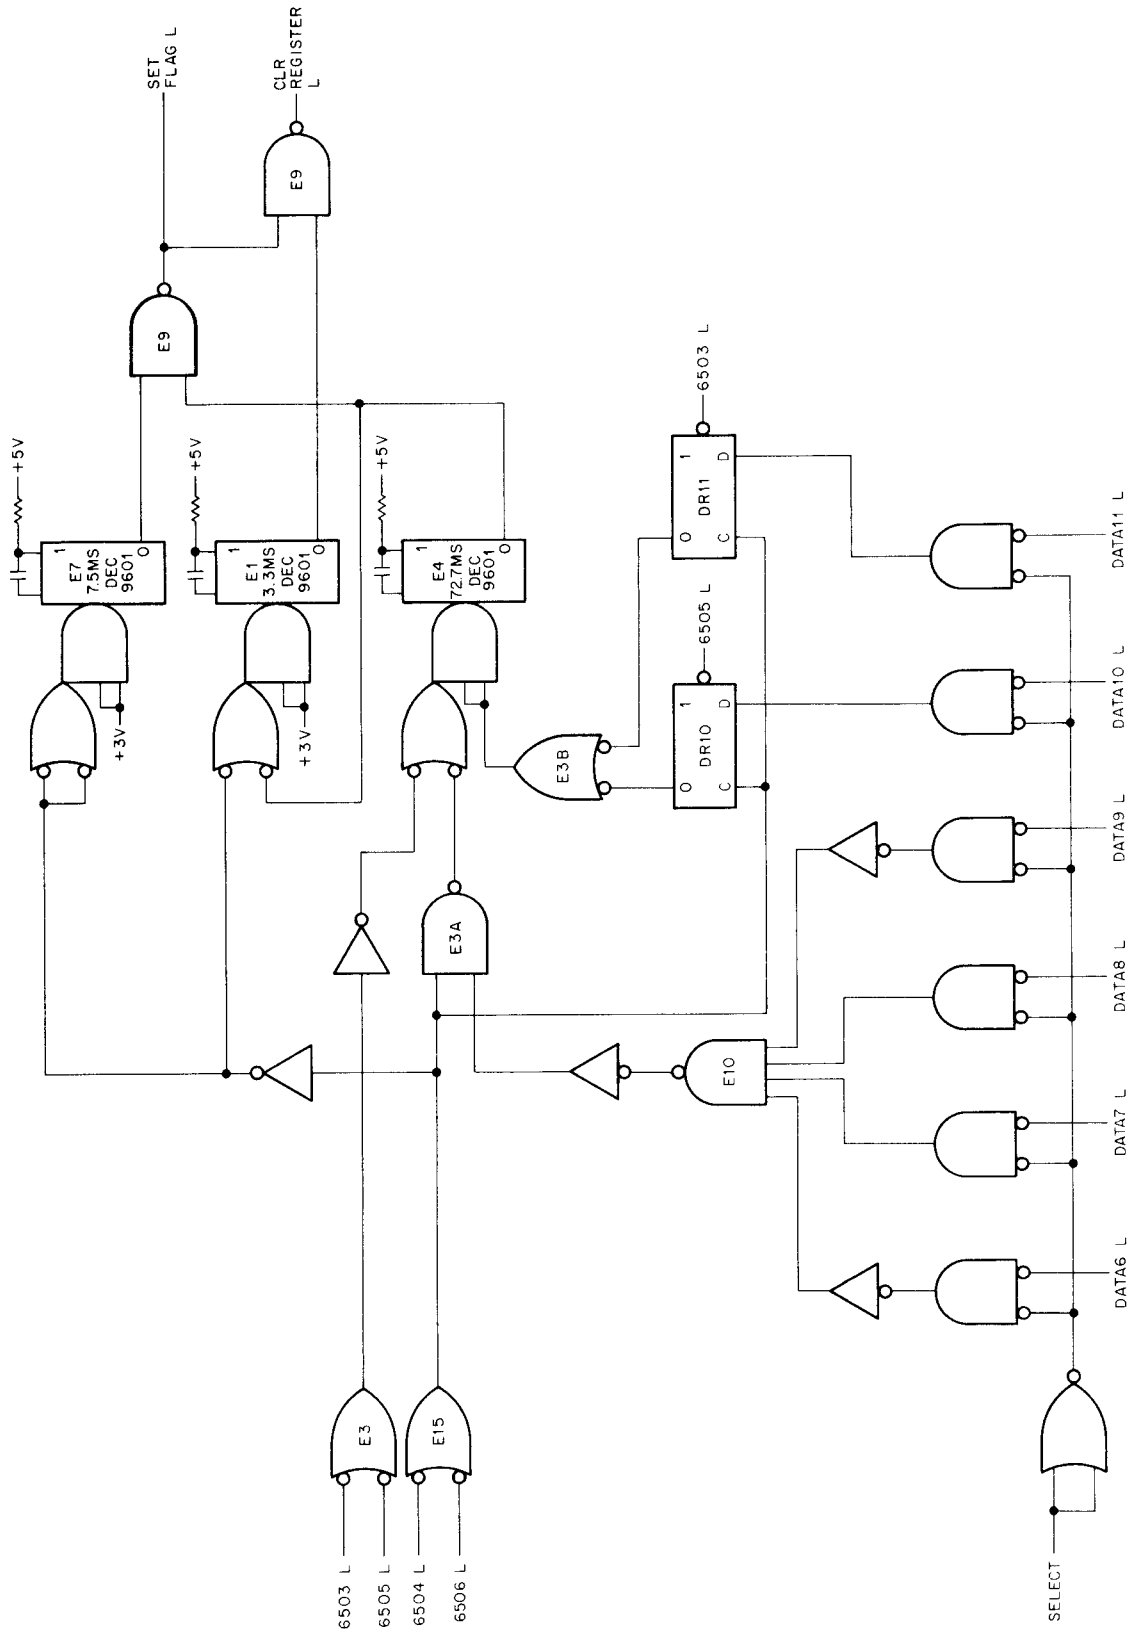 SET
FLAG L
CLR
REGISTER
L
E9
E9
+5V
+5V
+5V
1
E7
7.5MS
DEC
9601
0
1
E1
3.3MS
DEC
9601
0
1
E4
72.7MS
DEC
9601
0
+3V
+3V
E3B
6503 L
6505 L
0
1
DR11
C
D
0
1
DR10
C
D
E3A
E10
E3
E15
6503 L
6505 L
6504 L
6506 L
SELECT
DATA6 L
DATA7 L
DATA8 L
DATA9 L
DATA10 L
DATA11 L